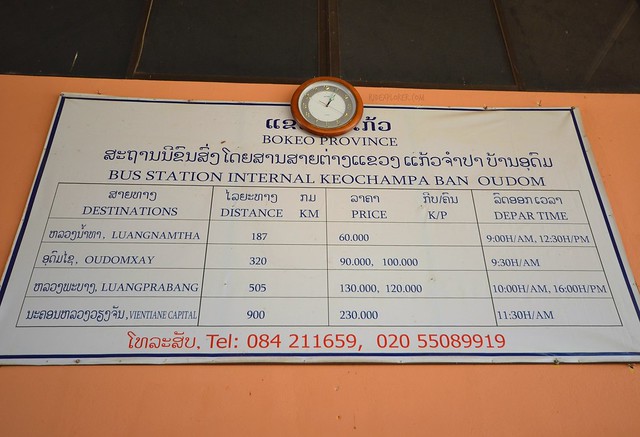 ແຂ ແກ້ວ
BOKEO PROVINCE
ສະຖານນີຂົນສົ່ງໂດຍສານສາຍຕ່າງແຂວງ ແກ້ວຈຳປາ ບ້ານອຸດົມ
BUS STATION INTERNAL KEOCHAMPA BAN OUDOM
ສາຍທາງ ໄລຍະທາງ ກມ ລາຄາ ກີບ/ຄົນ ລົດອອກ ເວລາ
DESTINATIONS DISTANCE KM PRICE K/P DEPAR TIME
ຫລວງນ້ຳທາ, LUANGNAMTHA 187 60.000 9:00H/AM, 12:30H/PM
ອຸດົມໄຊ, OUDOMXAY 320 90.000, 100.000 9:30H/AM
ຫລວງພະບາງ, LUANGPRABANG 505 130.000, 120.000 10:00H/AM, 16:00H/PM
ນະຄອນຫລວງວຽງຈັນ, VIENTIANE CAPITAL 900 230.000 11:30H/AM
ໂທລະສັບ. Tel: 084 211659, 020 55089919